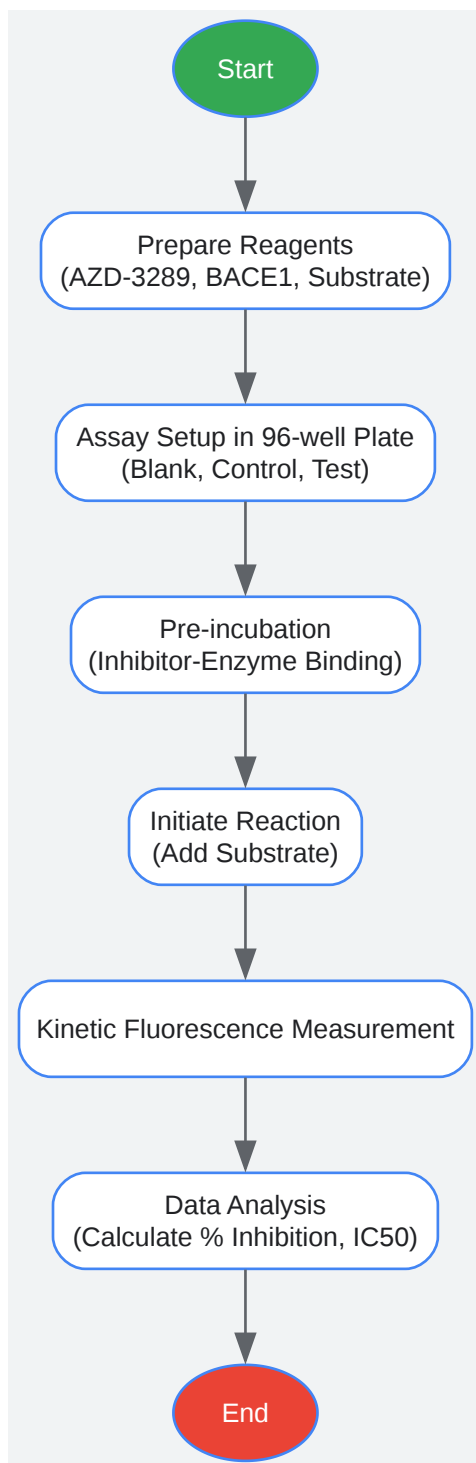 Start
Prepare Reagents
(AZD-3289, BACE1, Substrate)
Assay Setup in 96-well Plate
(Blank, Control, Test)
Pre-incubation
(Inhibitor-Enzyme Binding)
Initiate Reaction
(Add Substrate)
Kinetic Fluorescence Measurement
Data Analysis
(Calculate % Inhibition, IC50)
End